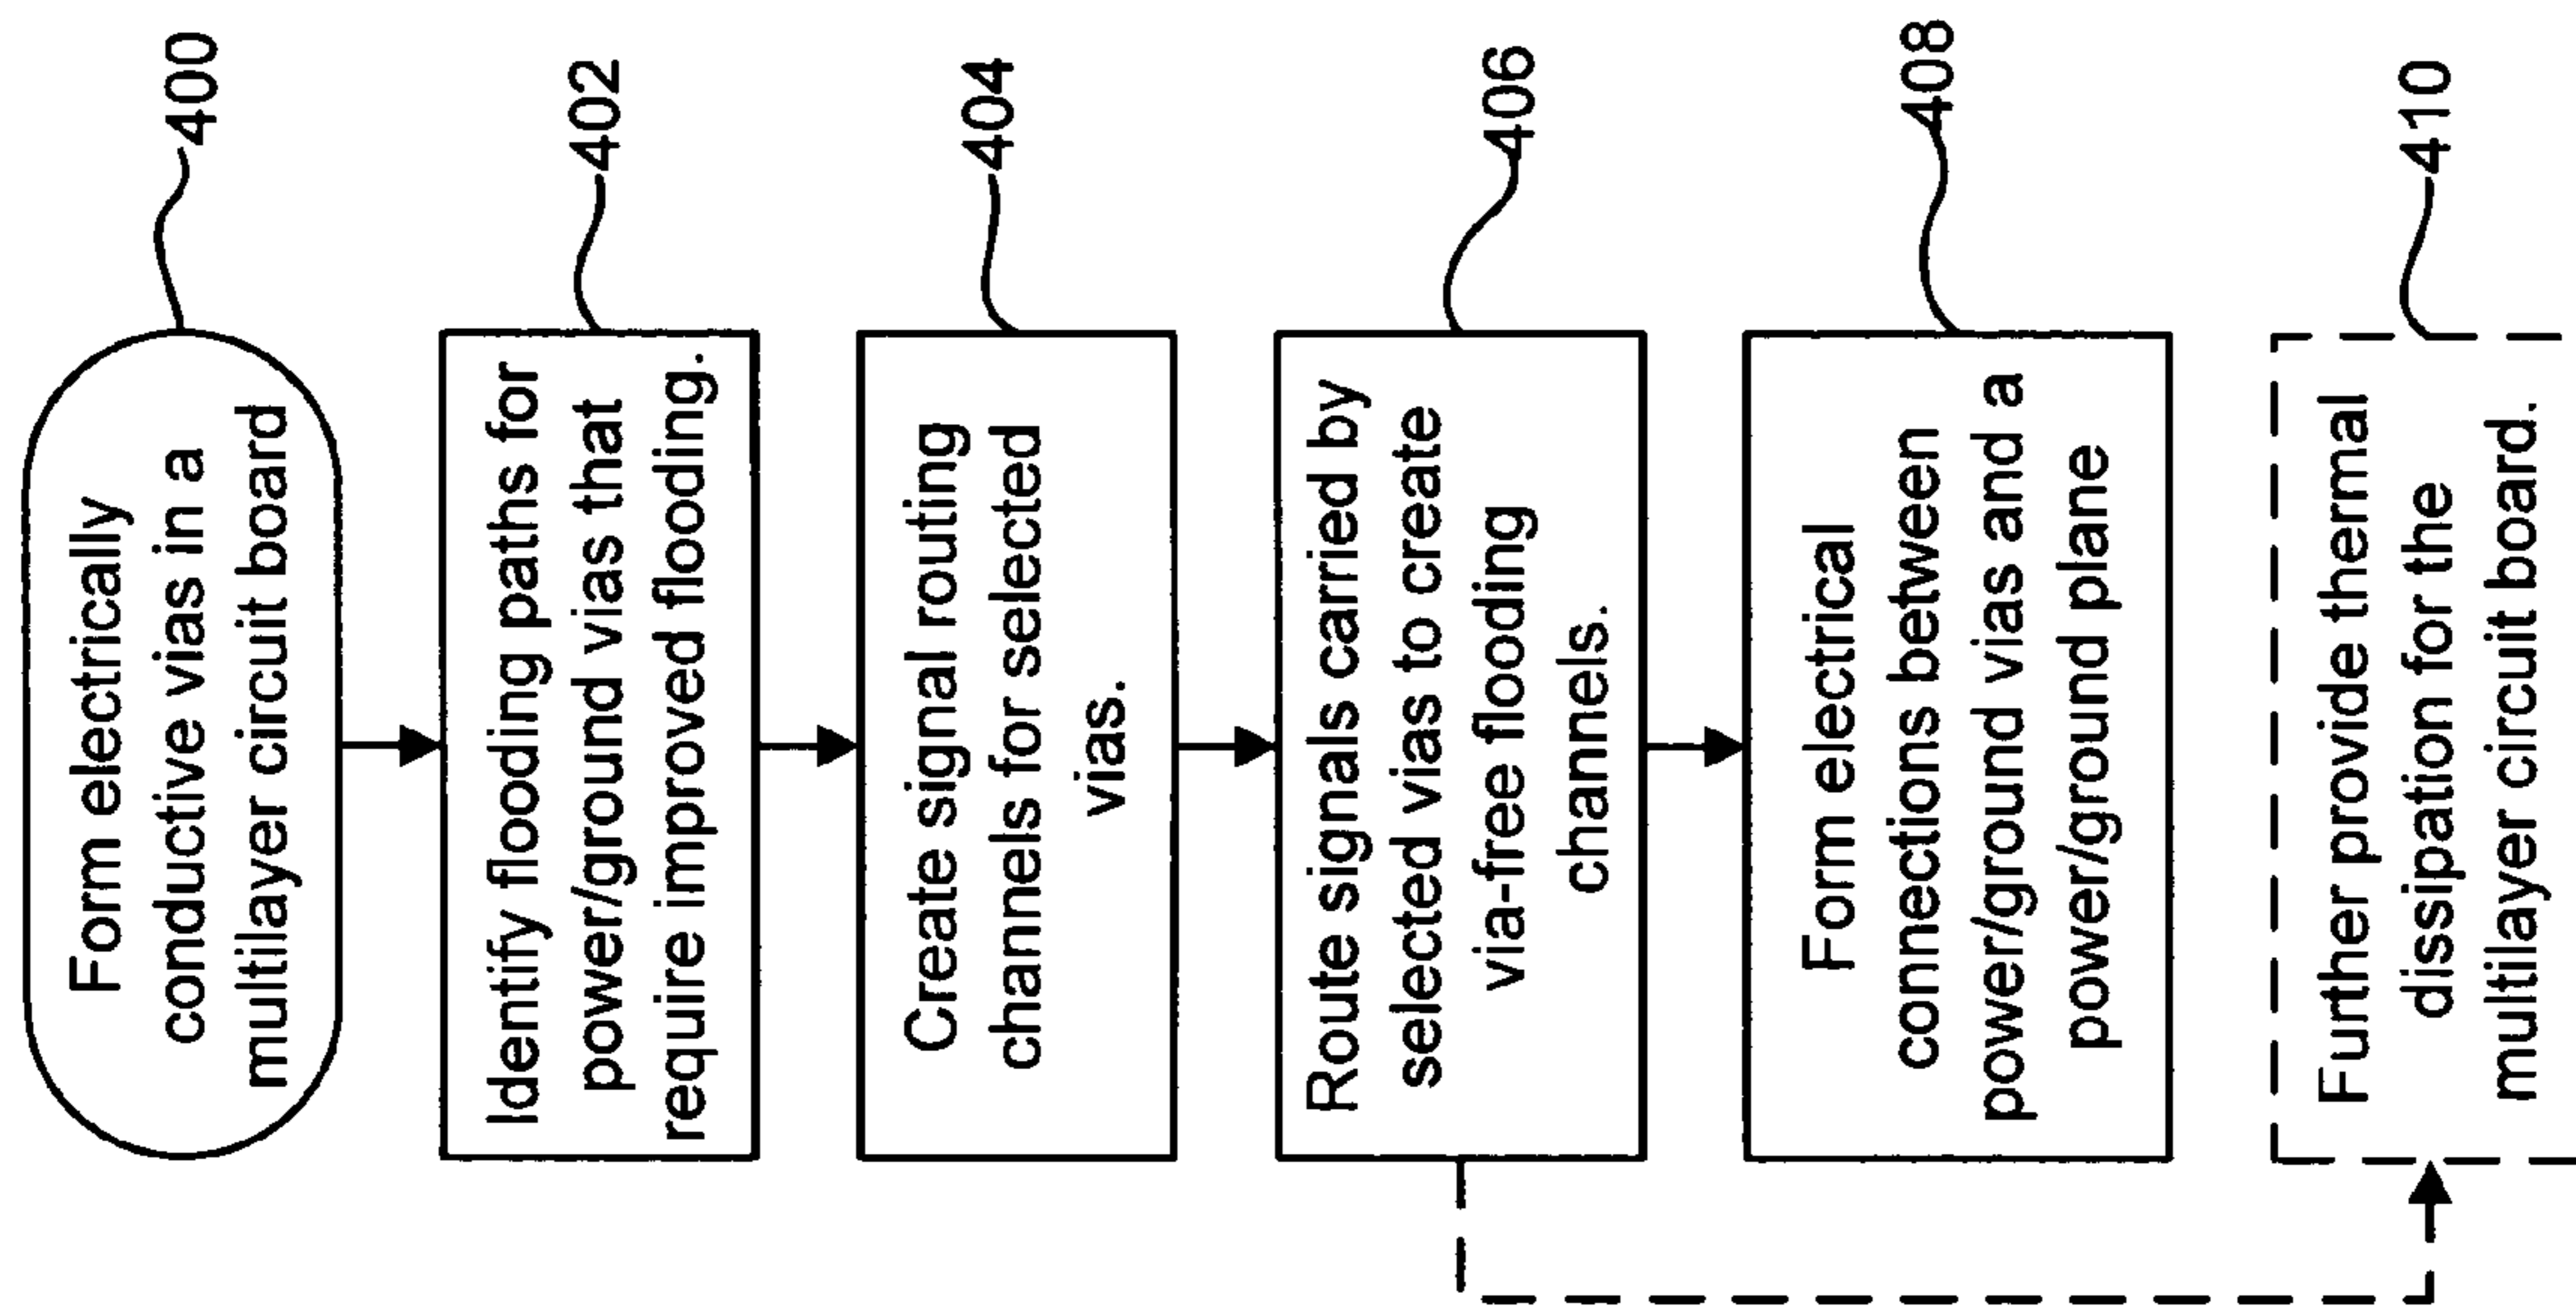 Form electrically
conductive vias in a
multilayer circuit board
400
Identify flooding paths for
power/ground vias that
require improved flooding.
402
Create signal routing
channels for selected
vias.
404
Route signals carried by
selected vias to create
via-free flooding
channels.
406
Form electrical
connections between
power/ground vias and a
power/ground plane
408
Further provide thermal
dissipation for the
multilayer circuit board.
410